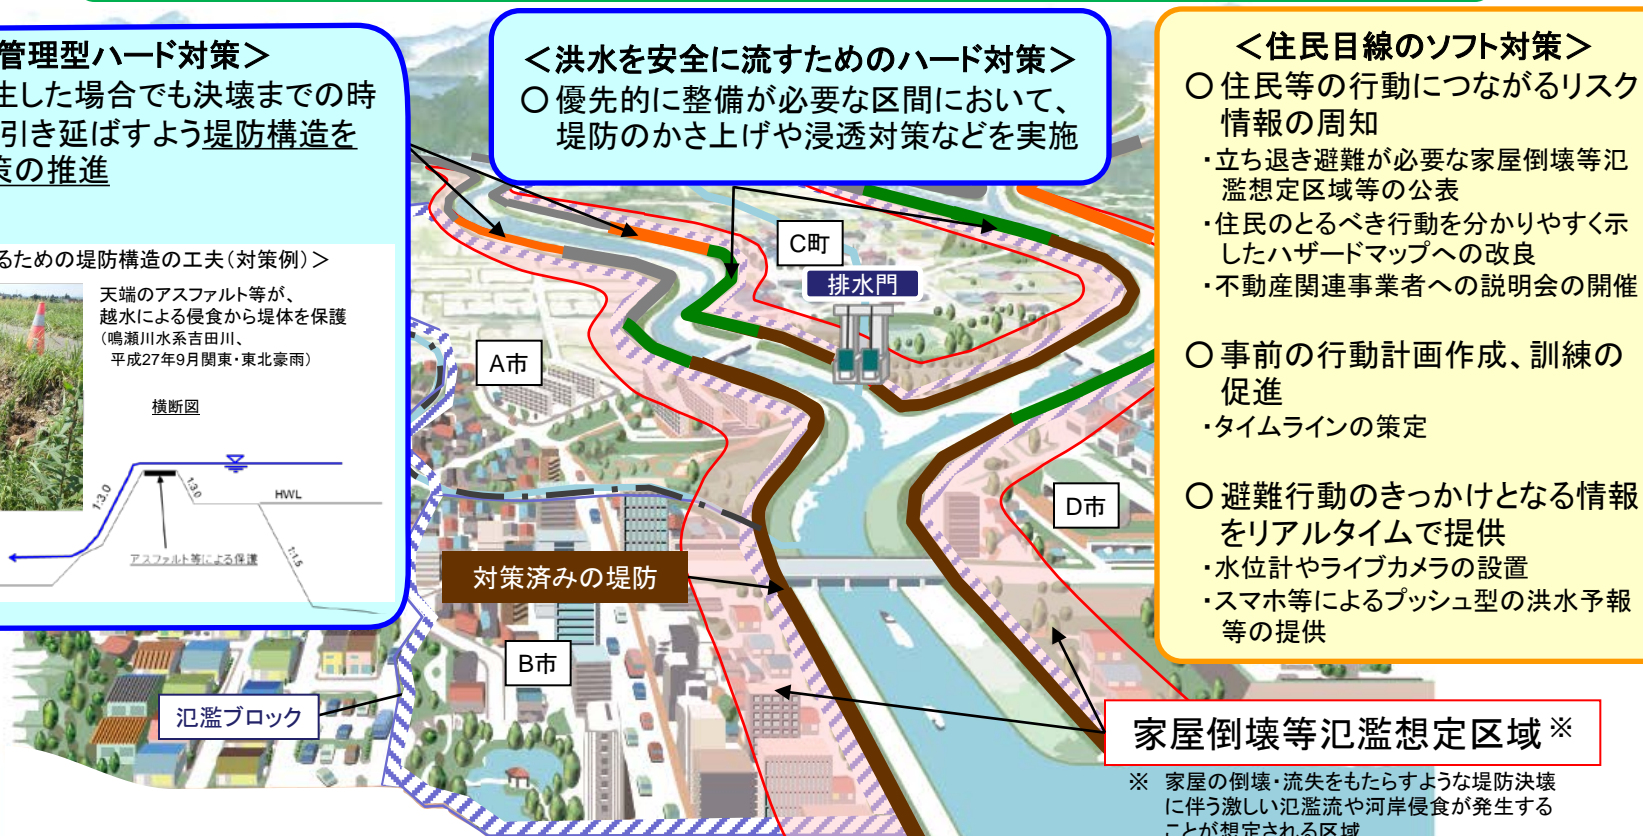 管理型ハード対策＞
生した場合でも決壊までの時
引き延ばすよう堤防構造を
策の推進
るための堤防構造の工夫(対策例)＞
天端のアスファルト等が、
越水による侵食から堤体を保護
(鳴瀬川水系吉田川、
平成27年9月関東・東北豪雨)
横断図
1:3.0
1:3.0
HWL
1:1.5
アスファルト等による保護
＜洪水を安全に流すためのハード対策＞
○優先的に整備が必要な区間において、
堤防のかさ上げや浸透対策などを実施
＜住民目線のソフト対策＞
○住民等の行動につながるリスク
情報の周知
・立ち退き避難が必要な家屋倒壊等氾
濫想定区域等の公表
・住民のとるべき行動を分かりやすく示
したハザードマップへの改良
・不動産関連事業者への説明会の開催
○事前の行動計画作成、訓練の
促進
・タイムラインの策定
○避難行動のきっかけとなる情報
をリアルタイムで提供
・水位計やライブカメラの設置
・スマホ等によるプッシュ型の洪水予報
等の提供
C町
排水門
A市
D市
対策済みの堤防
B市
氾濫ブロック
家屋倒壊等氾濫想定区域※
※ 家屋の倒壊・流失をもたらすような堤防決壊
に伴う激しい氾濫流や河岸侵食が発生する
ことが想定される区域